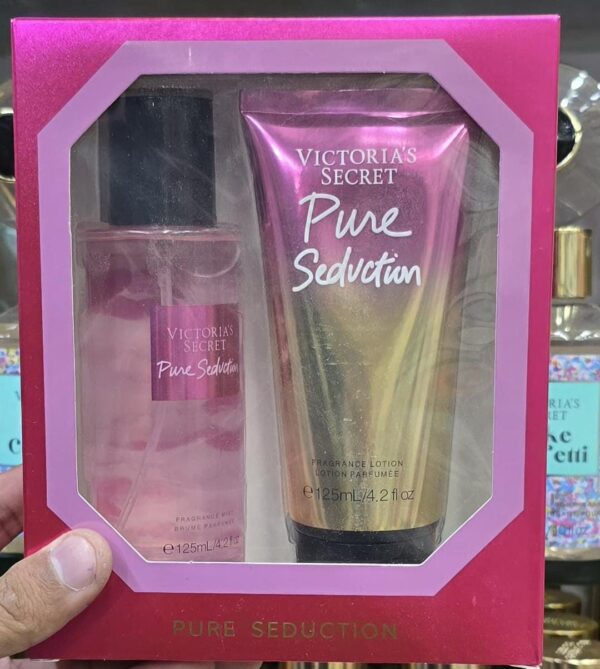 VICTORIA'S
SECRET
Pure
Seduction
FRAGRANCE LOTION
LOTION PARFUMÉE
℮125mL/4.2 fl oz
VICTORIA'S
SECRET
Pure Seduction
FRAGRANCE MIST
BRUME PARFUMÉE
℮125mL/4.2 fl oz
PURE SEDUCTION